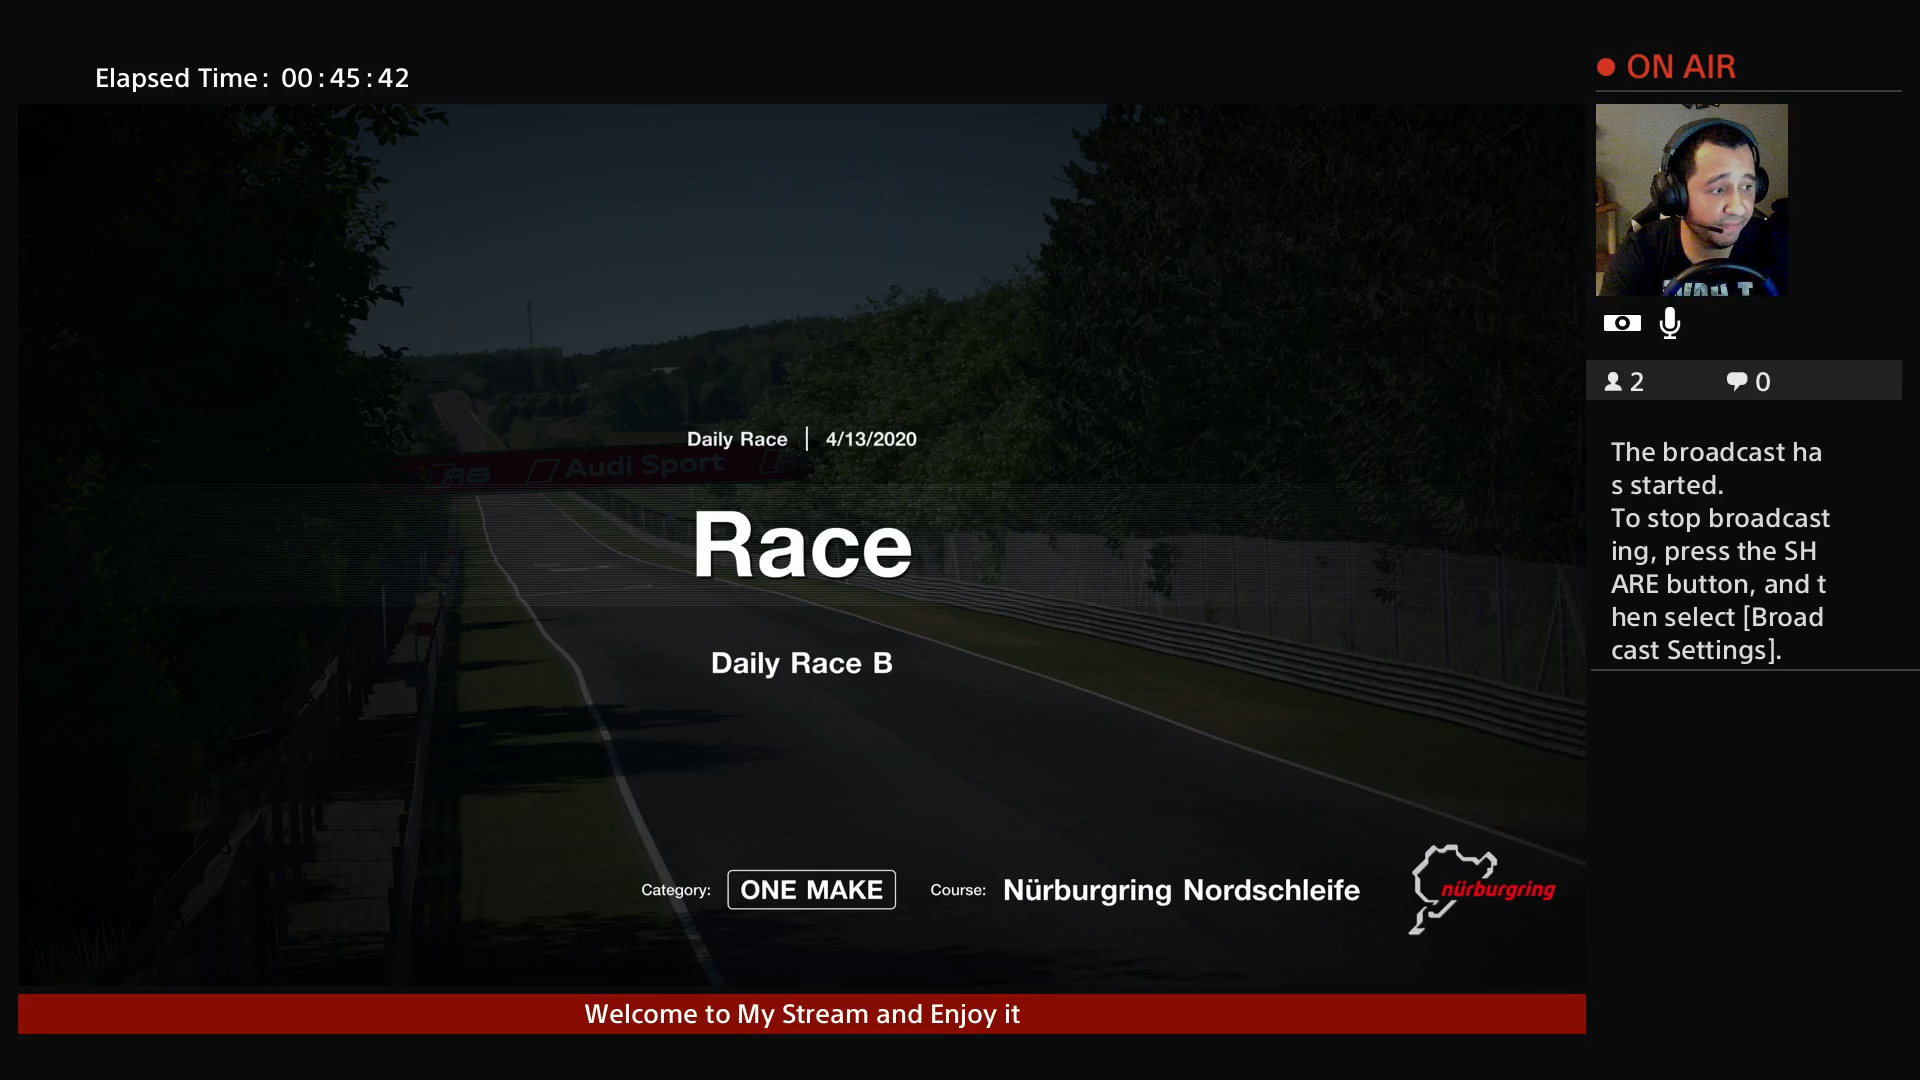 Elapsed Time: 00:45:42
ON AIR
2 0
The broadcast ha
s started.
To stop broadcast
ing, press the SH
ARE button, and t
hen select [Broad
cast Settings].
Daily Race | 4/13/2020
R8 Audi Sport
Race
Daily Race B
Category: ONE MAKE Course: Nürburgring Nordschleife
nürburgring
Welcome to My Stream and Enjoy it